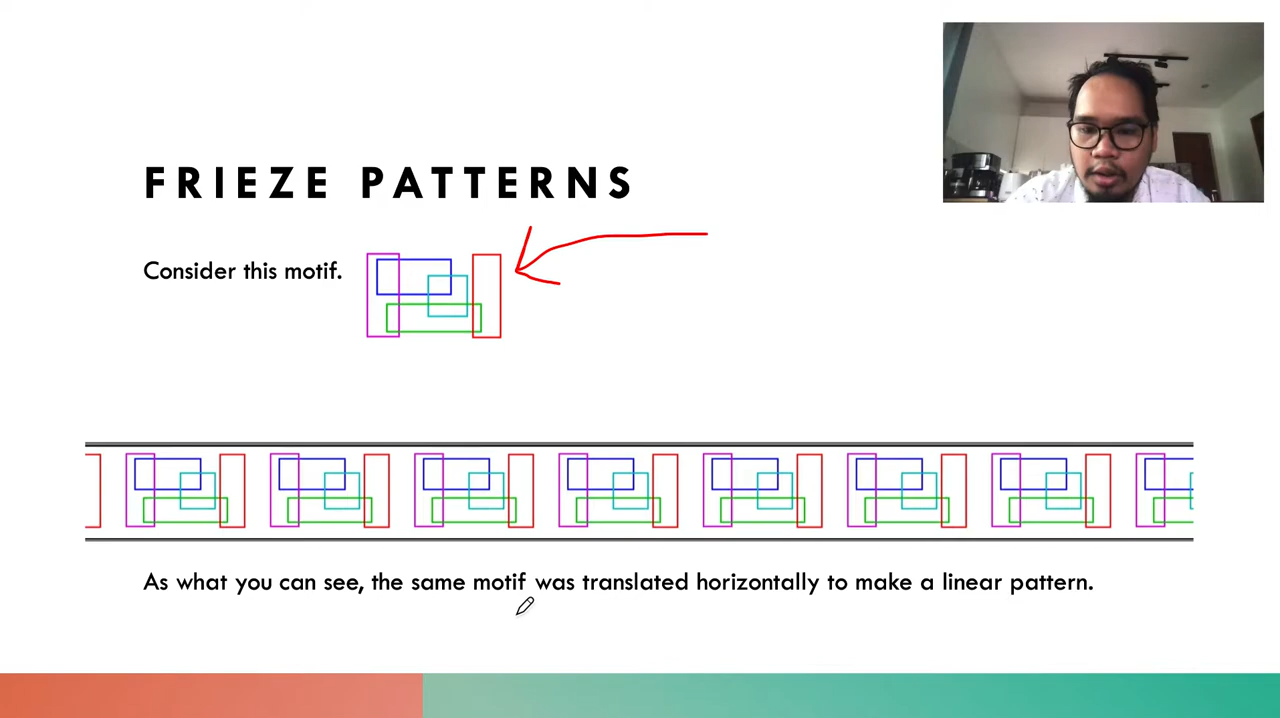 FRIEZE PATTERNS
Consider this motif.
As what you can see, the same motif was translated horizontally to make a linear pattern.